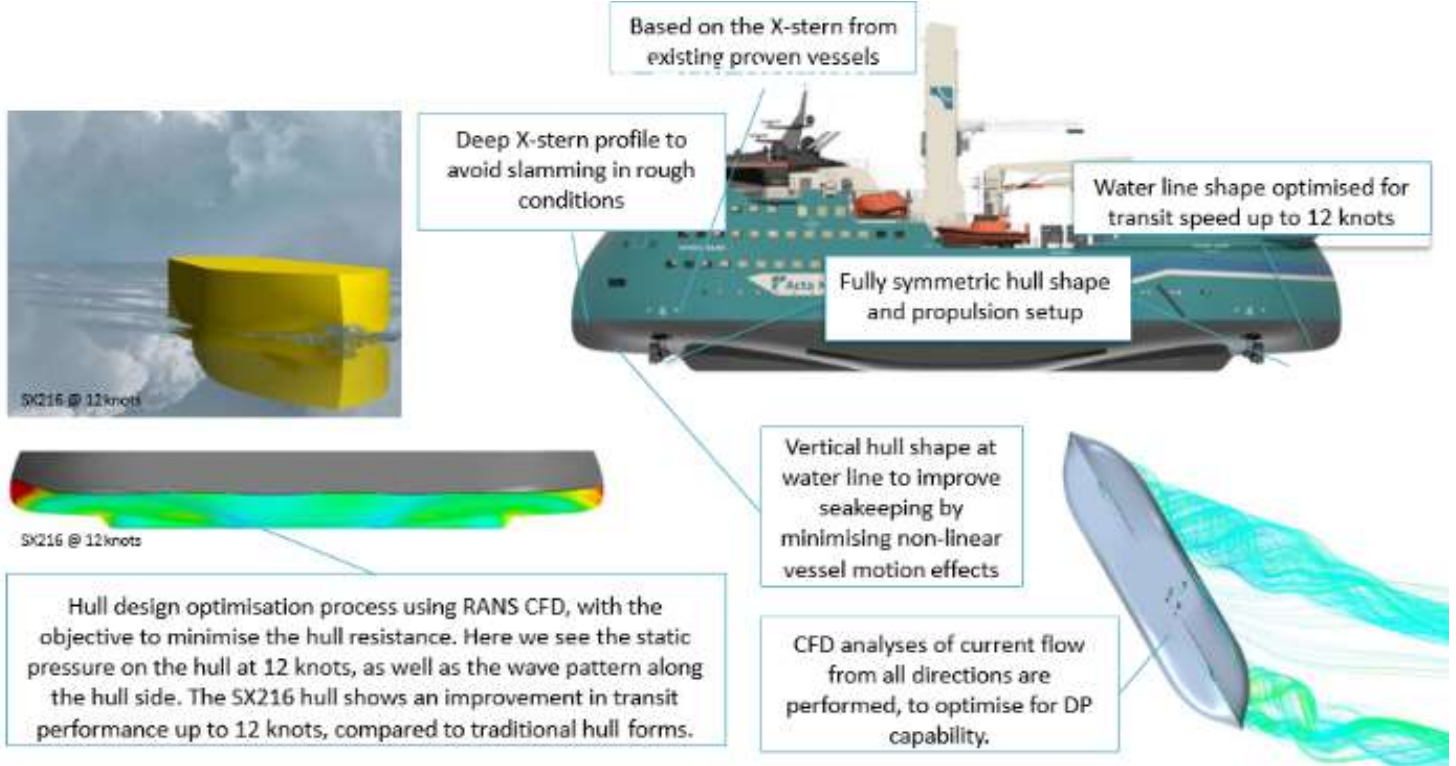 Based on the X-stern from
existing proven vessels
Deep X-stern profile to
avoid slamming in rough
conditions
Water line shape optimised for
transit speed up to 12 knots
Acta
Fully symmetric hull shape
and propulsion setup
SX216 @ 12knots
Vertical hull shape at
water line to improve
seakeeping by
minimising non-linear
vessel motion effects
SX216 @ 12knots
Hull design optimisation process using RANS CFD, with the
objective to minimise the hull resistance. Here we see the static
pressure on the hull at 12 knots, as well as the wave pattern along
the hull side. The SX216 hull shows an improvement in transit
performance up to 12 knots, compared to traditional hull forms.
CFD analyses of current flow
from all directions are
performed, to optimise for DP
capability.